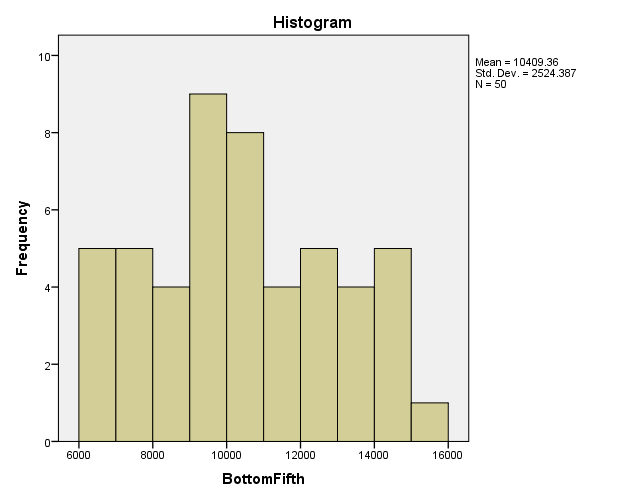 Histogram
Mean = 10409.36
Std. Dev. = 2524.387
N = 50
10
8
6
4
2
0
Frequency
6000 8000 10000 12000 14000 16000
BottomFifth